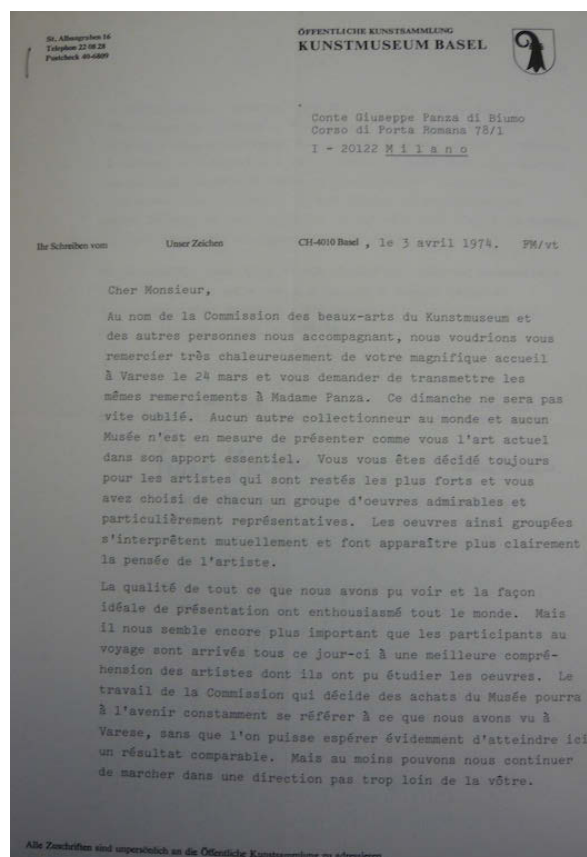 St. Albangraben 16
Telephon 22 08 28
Postcheck 40-6809
ÖFFENTLICHE KUNSTSAMMLUNG
KUNSTMUSEUM BASEL
Conte Giuseppe Panza di Biumo
Corso di Porta Romana 78/1
I - 20122 Milano
Ihr Schreiben vom Unser Zeichen CH-4010 Basel , le 3 avril 1974. FM/vt
Cher Monsieur,
Au nom de la Commission des beaux-arts du Kunstmuseum et
des autres personnes nous accompagnant, nous voudrions vous
remercier très chaleureusement de votre magnifique accueil
à Varese le 24 mars et vous demander de transmettre les
mêmes remerciements à Madame Panza. Ce dimanche ne sera pas
vite oublié. Aucun autre collectionneur au monde et aucun
Musée n'est en mesure de présenter comme vous l'art actuel
dans son apport essentiel. Vous vous êtes décidé toujours
pour les artistes qui sont restés les plus forts et vous
avez choisi de chacun un groupe d'oeuvres admirables et
particulièrement représentatives. Les oeuvres ainsi groupées
s'interprètent mutuellement et font apparaître plus clairement
la pensée de l'artiste.
La qualité de tout ce que nous avons pu voir et la façon
idéale de présentation ont enthousiasmé tout le monde. Mais
il nous semble encore plus important que les participants au
voyage sont arrivés tous ce jour-ci à une meilleure compré-
hension des artistes dont ils ont pu étudier les oeuvres. Le
travail de la Commission qui décide des achats du Musée pourra
à l'avenir constamment se référer à ce que nous avons vu à
Varese, sans que l'on puisse espérer évidemment d'atteindre ici
un résultat comparable. Mais au moins pouvons nous continuer
de marcher dans une direction pas trop loin de la vôtre.
Alle Zuschriften sind unpersönlich an die Öffentliche Kunstsammlung zu adressieren